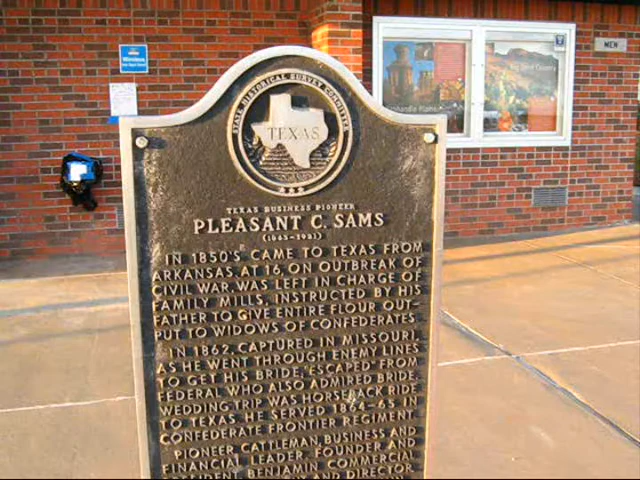 STATE HISTORICAL SURVEY COMMITTEE
TEXAS
TEXAS BUSINESS PIONEER
PLEASANT C. SAMS
IN 1850'S CAME TO TEXAS FROM
ARKANSAS. AT 16, ON OUTBREAK OF
CIVIL WAR, WAS LEFT IN CHARGE OF
FAMILY MILLS, INSTRUCTED BY HIS
FATHER TO GIVE ENTIRE FLOUR OUT-
PUT TO WIDOWS OF CONFEDERATES.
IN 1862, CAPTURED IN MISSOURI,
AS HE WENT THROUGH ENEMY LINES
TO GET HIS BRIDE, ESCAPED FROM
FEDERAL WHO ALSO ADMIRED BRIDE.
WEDDING TRIP WAS HORSEBACK RIDE
TO TEXAS. HE SERVED 1864-65 IN
CONFEDERATE FRONTIER REGIMENT.
PIONEER CATTLEMAN, BUSINESS AND
FINANCIAL LEADER. FOUNDER AND
PRESIDENT, BENJAMIN COMMERCIAL
AND DIRECTOR
MEN
Panhandle Plains